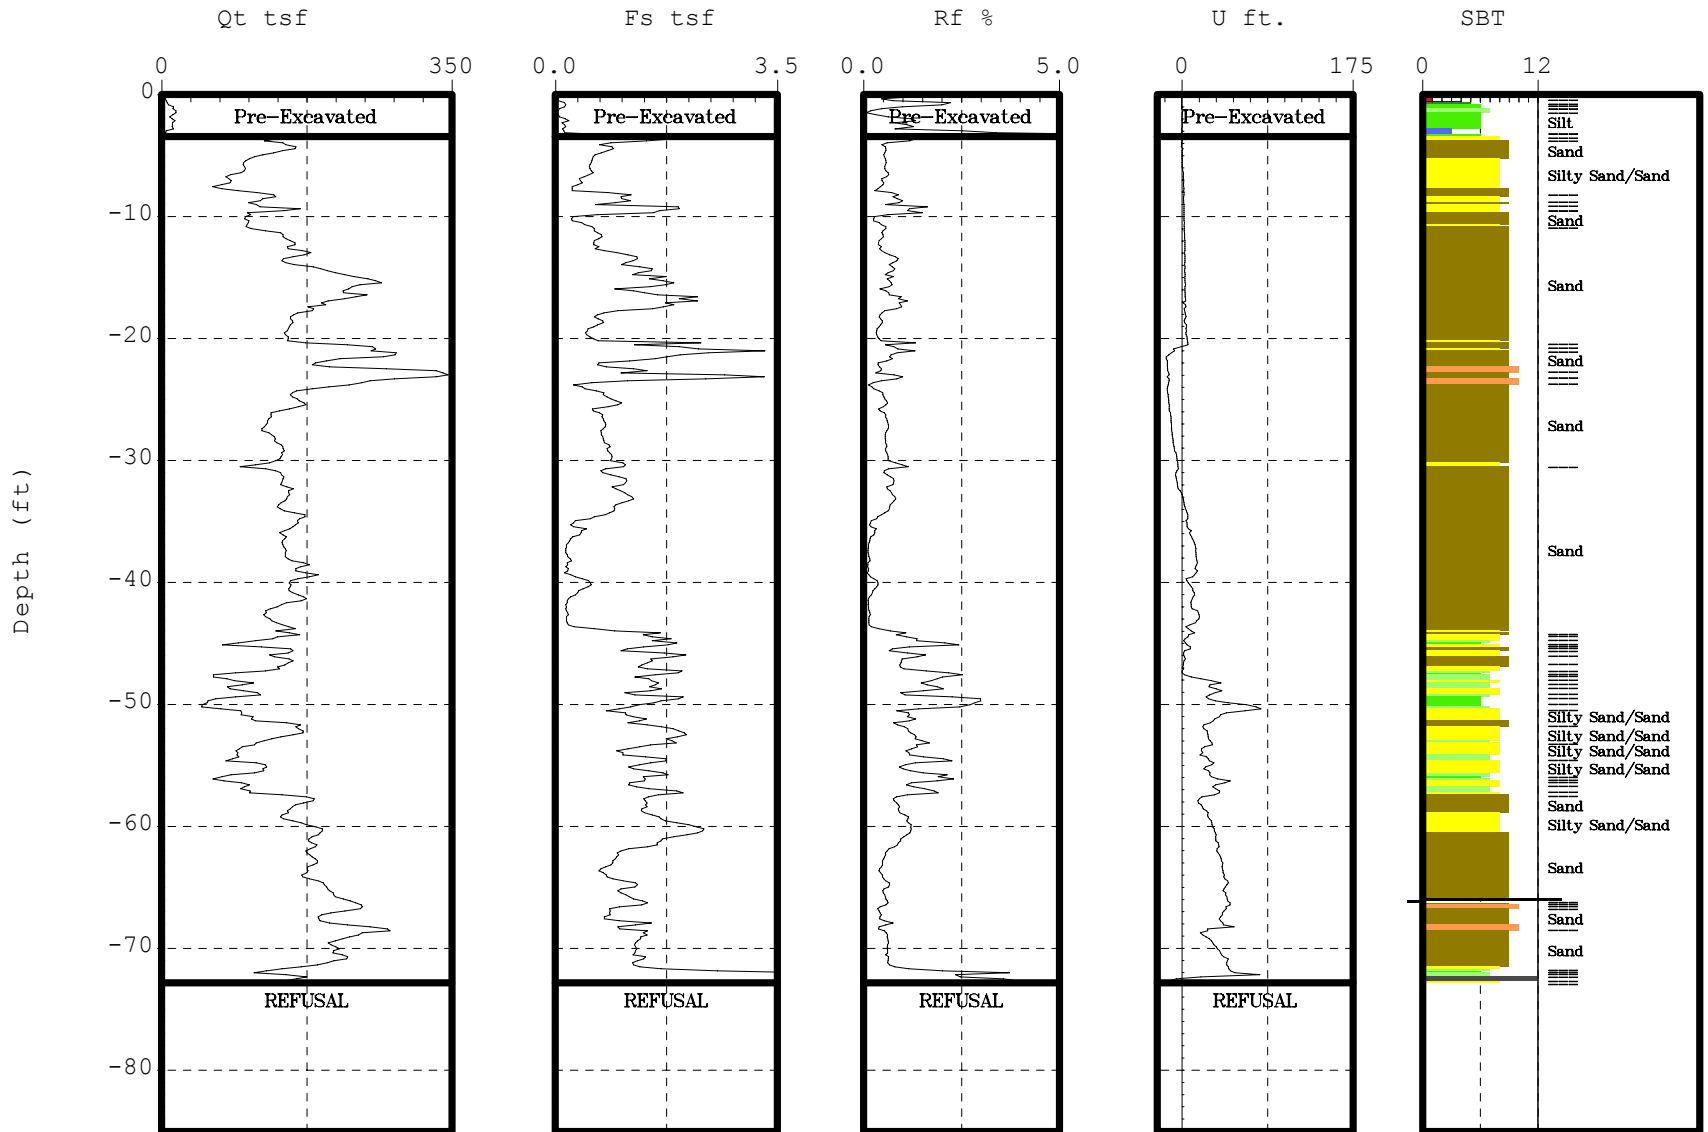 Qt tsf Fs tsf Rf % U ft. SBT
0 350 0.0 3.5 0.0 5.0 0 175 0 12
0
Pre-Excavated Pre-Excavated Pre-Excavated Pre-Excavated
Silt
Sand
Silty Sand/Sand
-10
Sand
Sand
-20
Sand
Sand
-30
Depth (ft)
Sand
-40
-50
Silty Sand/Sand
Silty Sand/Sand
Silty Sand/Sand
Silty Sand/Sand
Sand
-60
Silty Sand/Sand
Sand
Sand
-70
Sand
REFUSAL REFUSAL REFUSAL REFUSAL
-80